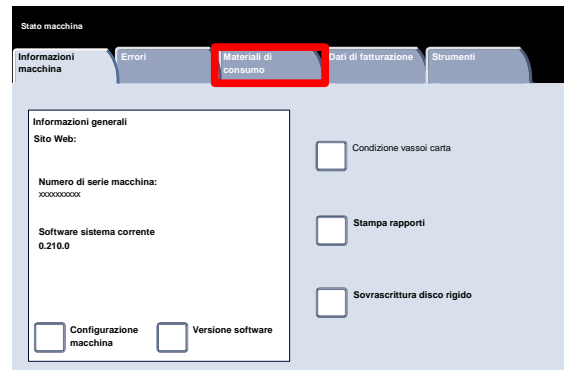 Stato macchina
Informazioni macchina
Errori
Materiali di consumo
Dati di fatturazione
Strumenti
Informazioni generali
Sito Web:
Numero di serie macchina:
xxxxxxxxx
Software sistema corrente
0.210.0
Configurazione macchina
Versione software
Condizione vassoi carta
Stampa rapporti
Sovrascrittura disco rigido